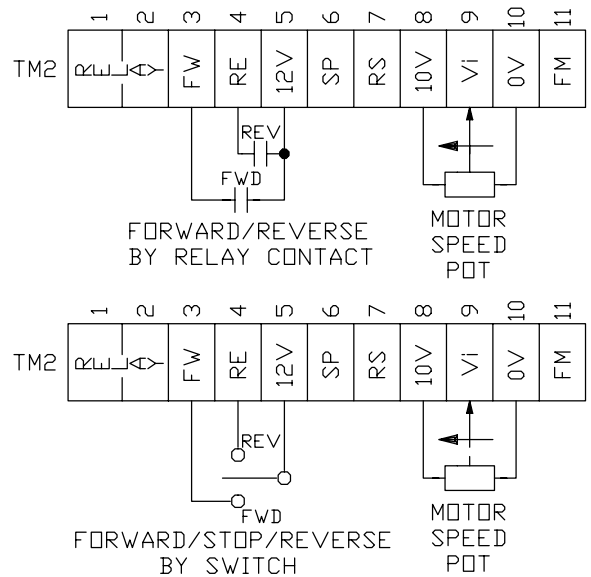 1 2 3 4 5 6 7 8 9 10 11
TM2 RELAY FW RE 12V SP RS 10V Vi 0V FM
REV
FWD
FORWARD/REVERSE
BY RELAY CONTACT
MOTOR
SPEED
POT
1 2 3 4 5 6 7 8 9 10 11
TM2 RELAY FW RE 12V SP RS 10V Vi 0V FM
REV
FWD
FORWARD/STOP/REVERSE
BY SWITCH
MOTOR
SPEED
POT